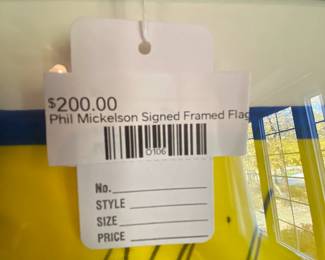 $200.00
Phil Mickelson Signed Framed Flag
0106
No.
STYLE
SIZE
PRICE